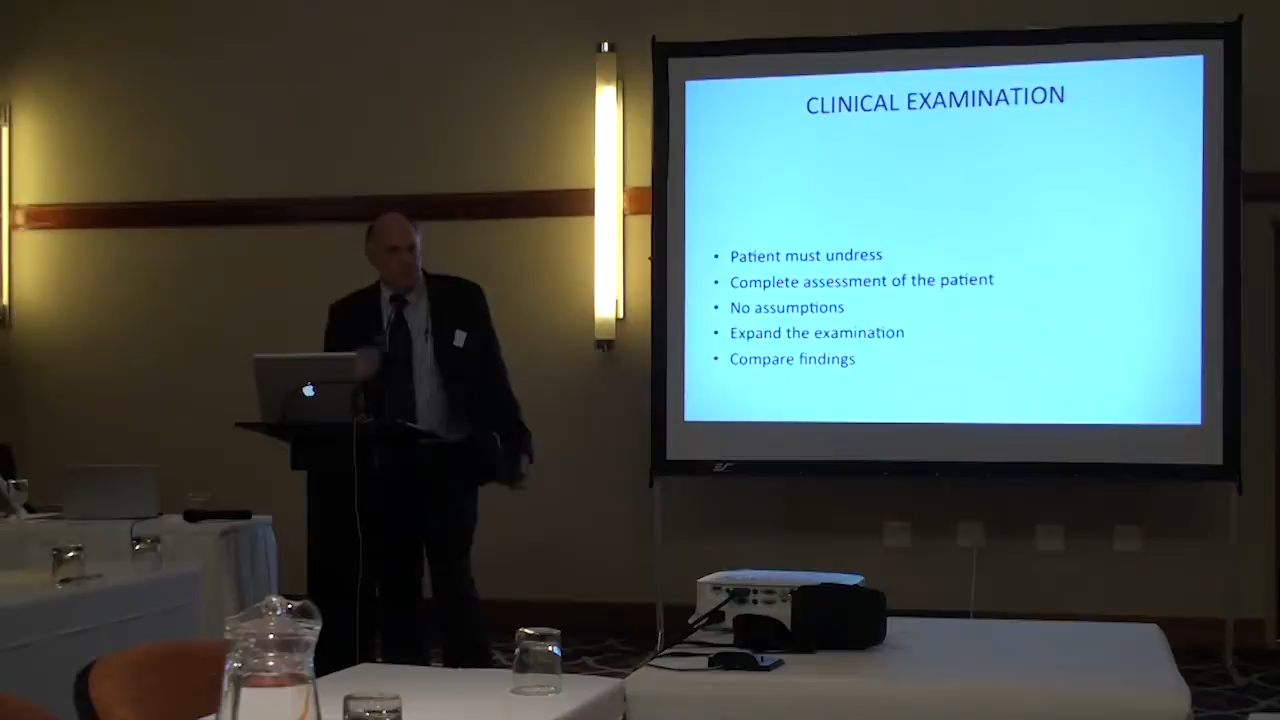 CLINICAL EXAMINATION
• Patient must undress
• Complete assessment of the patient
• No assumptions
• Expand the examination
• Compare findings